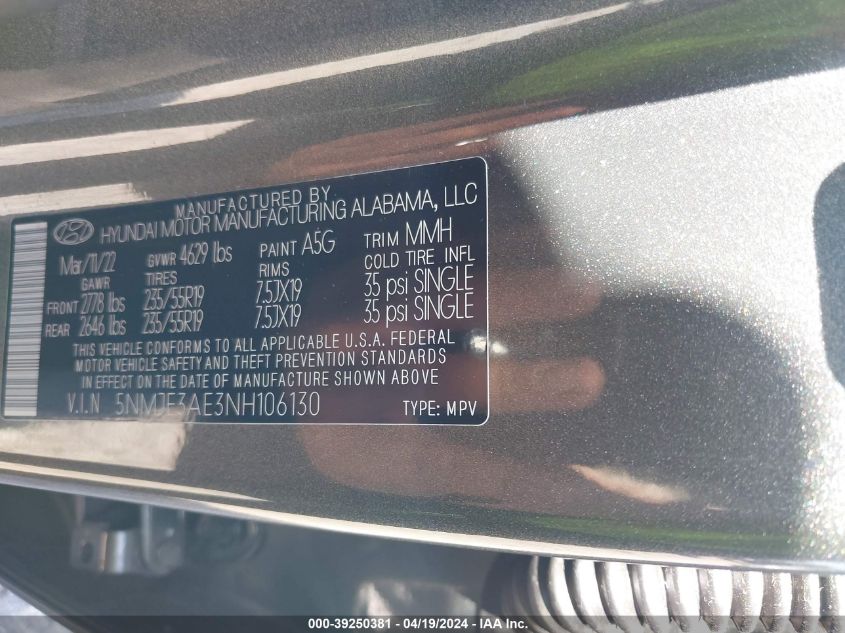 MANUFACTURED BY
HYUNDAI MOTOR MANUFACTURING ALABAMA, LLC
Mar/11/22 GVWR 4629 lbs PAINT A5G TRIM MMH
GAWR TIRES RIMS COLD TIRE INFL
FRONT 2778 lbs 235/55R19 7.5JX19 35 psi SINGLE
REAR 2646 lbs 235/55R19 7.5JX19 35 psi SINGLE
THIS VEHICLE CONFORMS TO ALL APPLICABLE U.S.A. FEDERAL
MOTOR VEHICLE SAFETY AND THEFT PREVENTION STANDARDS
IN EFFECT ON THE DATE OF MANUFACTURE SHOWN ABOVE.
V.I.N 5NMJE3AE3NH106130 TYPE: MPV
000-39250381 - 04/19/2024 - IAA Inc.